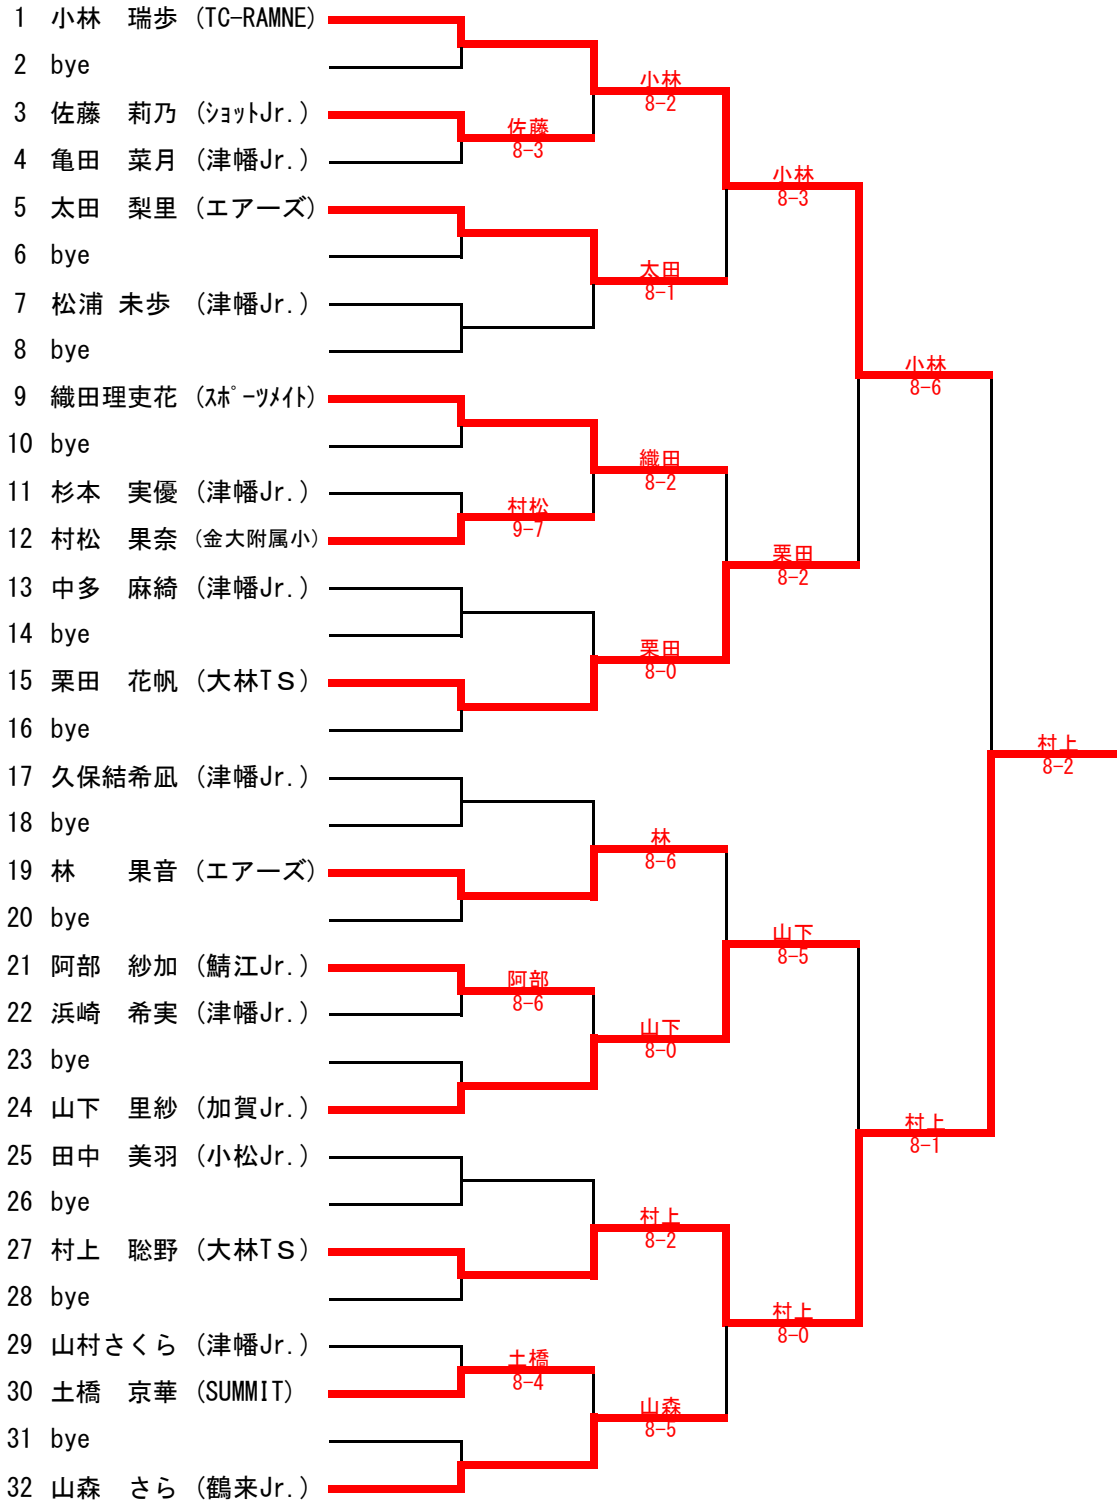 1 小林　瑞歩 (TC-RAMNE)
2 bye
3 佐藤　莉乃 (ｼｮｯﾄJr.)
4 亀田　菜月 (津幡Jr.)
5 太田　梨里 (エアーズ)
6 bye
7 松浦 未歩 (津幡Jr.)
8 bye
9 織田理吏花 (ｽﾎﾟｰﾂﾒｲﾄ)
10 bye
11 杉本　実優 (津幡Jr.)
12 村松　果奈 (金大附属小)
13 中多　麻綺 (津幡Jr.)
14 bye
15 栗田　花帆 (大林TＳ)
16 bye
17 久保結希凪 (津幡Jr.)
18 bye
19 林　　果音 (エアーズ)
20 bye
21 阿部　紗加 (鯖江Jr.)
22 浜崎　希実 (津幡Jr.)
23 bye
24 山下　里紗 (加賀Jr.)
25 田中　美羽 (小松Jr.)
26 bye
27 村上　聡野 (大林TＳ)
28 bye
29 山村さくら (津幡Jr.)
30 土橋　京華 (SUMMIT)
31 bye
32 山森　さら (鶴来Jr.)
佐藤
8-3
村松
9-7
阿部
8-6
土橋
8-4
小林
8-2
太田
8-1
織田
8-2
栗田
8-0
林
8-6
山下
8-0
村上
8-2
山森
8-5
小林
8-3
栗田
8-2
山下
8-5
村上
8-0
小林
8-6
村上
8-1
村上
8-2